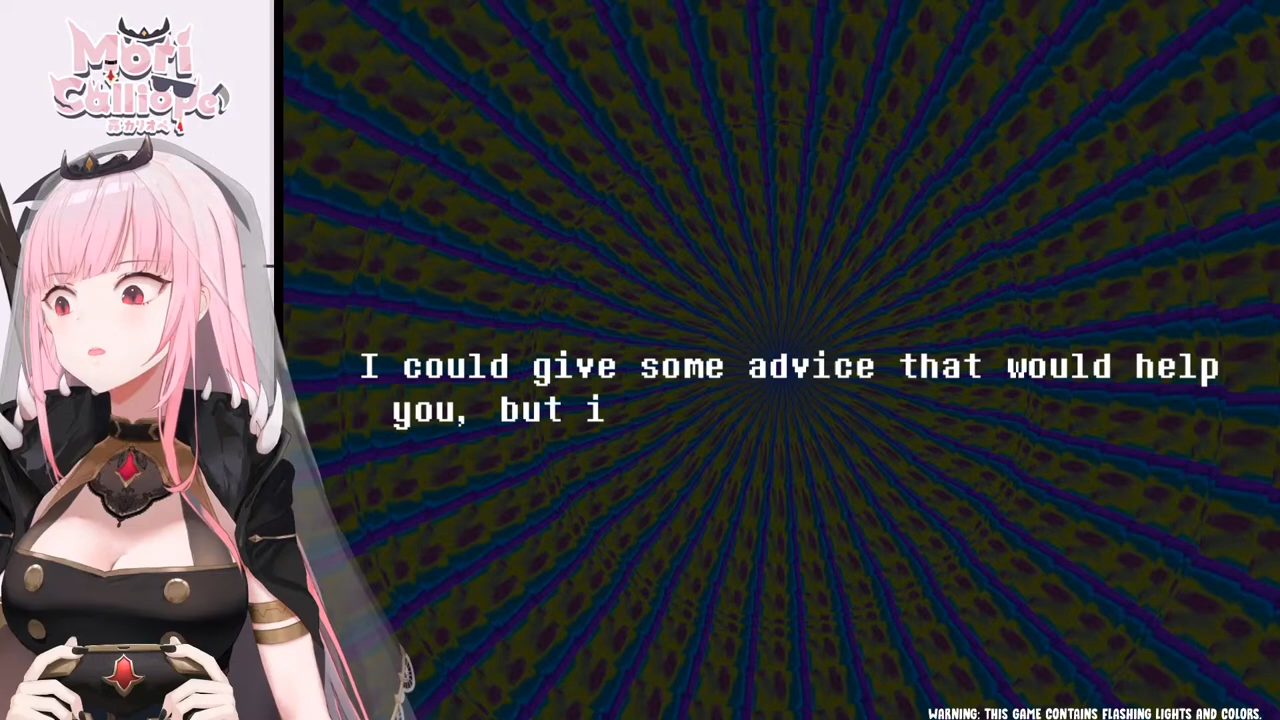 Mori
Calliope
森カリオペ
I could give some advice that would help
you, but i
WARNING: THIS GAME CONTAINS FLASHING LIGHTS AND COLORS.